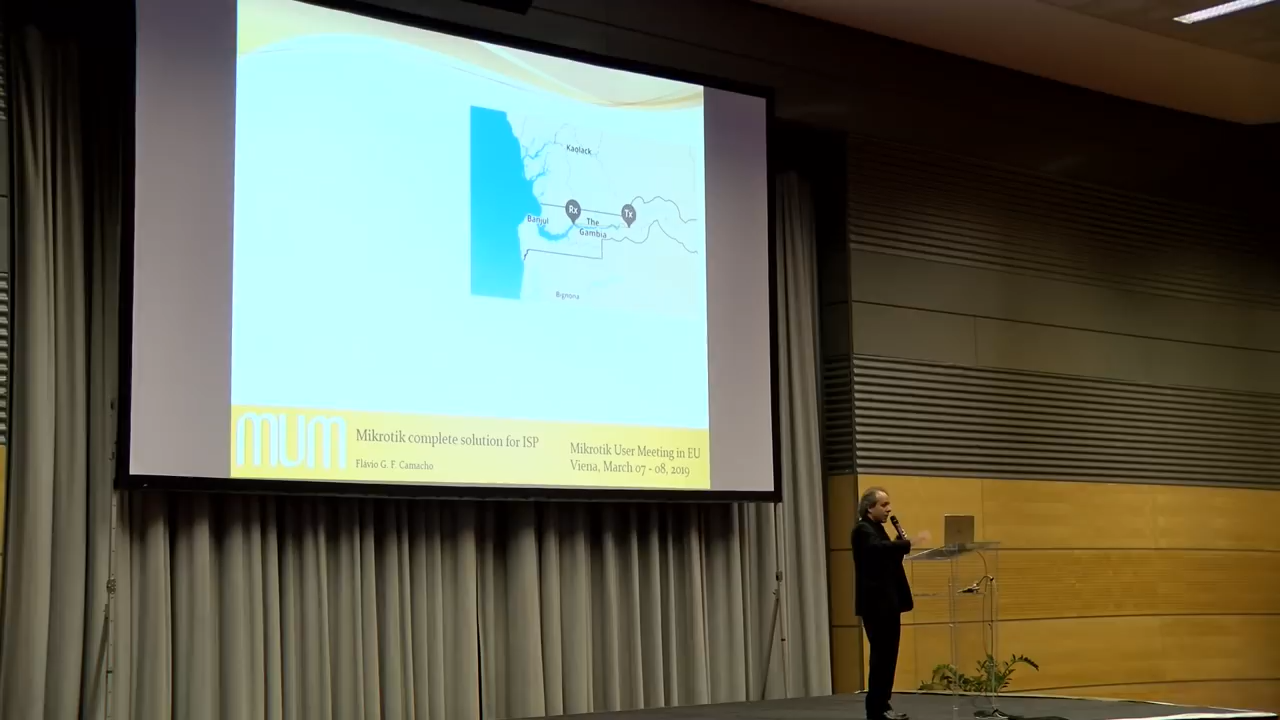 Kaolack
Rx
Tx
Banjul
The
Gambia
Bignona
MUM
Mikrotik complete solution for ISP
Flávio G. F. Camacho
Mikrotik User Meeting in EU
Viena, March 07 - 08, 2019